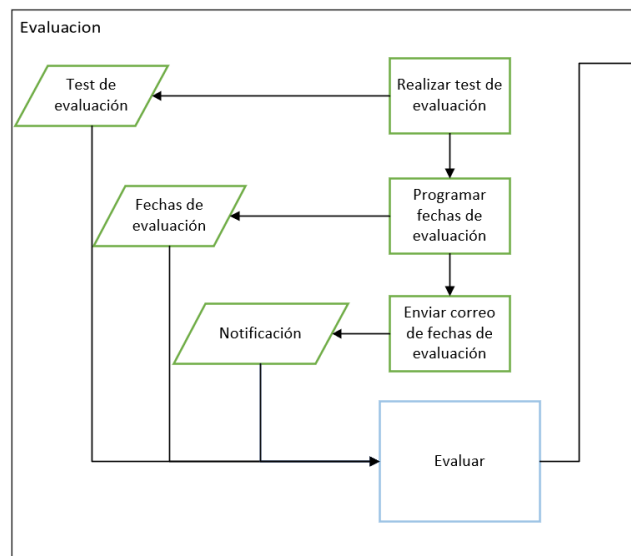 Evaluacion
Test de
evaluación
Realizar test de
evaluación
Fechas de
evaluación
Programar
fechas de
evaluación
Notificación
Enviar correo
de fechas de
evaluación
Evaluar